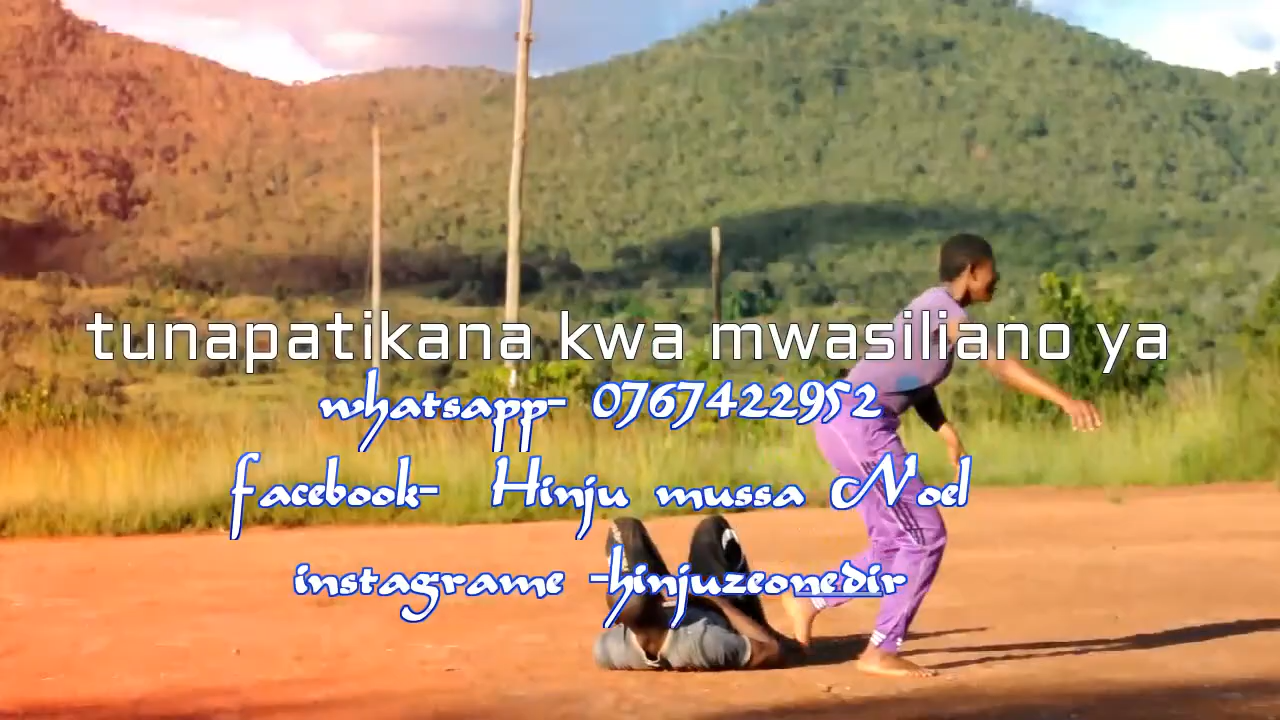 tunapatikana kwa mwasiliano ya
whatsapp- 0767422952
facebook- Hinju mussa Noel
instagrame -hinjuzeonedir